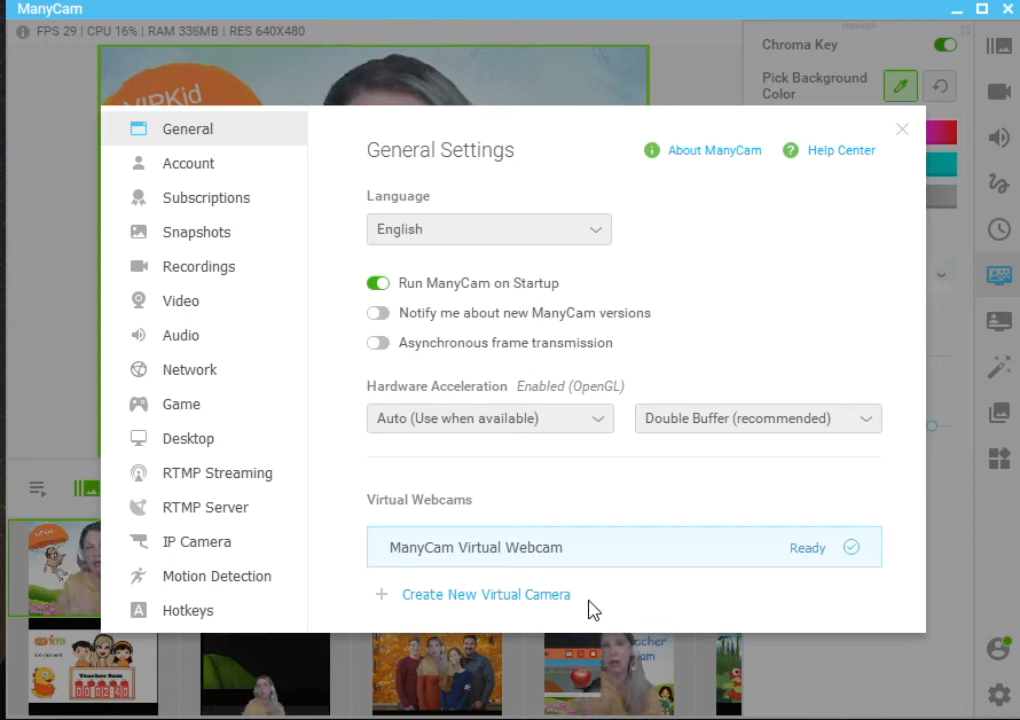 ManyCam
FPS 29 | CPU 16% | RAM 336MB | RES 640X480
Chroma Key
Pick Background
Color
VIPKid
General
Account
Subscriptions
Snapshots
Recordings
Video
Audio
Network
Game
Desktop
RTMP Streaming
RTMP Server
IP Camera
Motion Detection
Hotkeys
General Settings
About ManyCam
Help Center
Language
English
Run ManyCam on Startup
Notify me about new ManyCam versions
Asynchronous frame transmission
Hardware Acceleration Enabled (OpenGL)
Auto (Use when available)
Double Buffer (recommended)
Virtual Webcams
ManyCam Virtual Webcam
Ready
Create New Virtual Camera